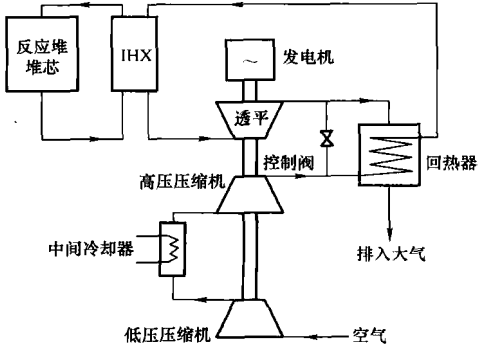 反应堆
堆芯
IHX
～
发电机
透平
控制阀
高压压缩机
回热器
中间冷却器
排入大气
低压压缩机
空气